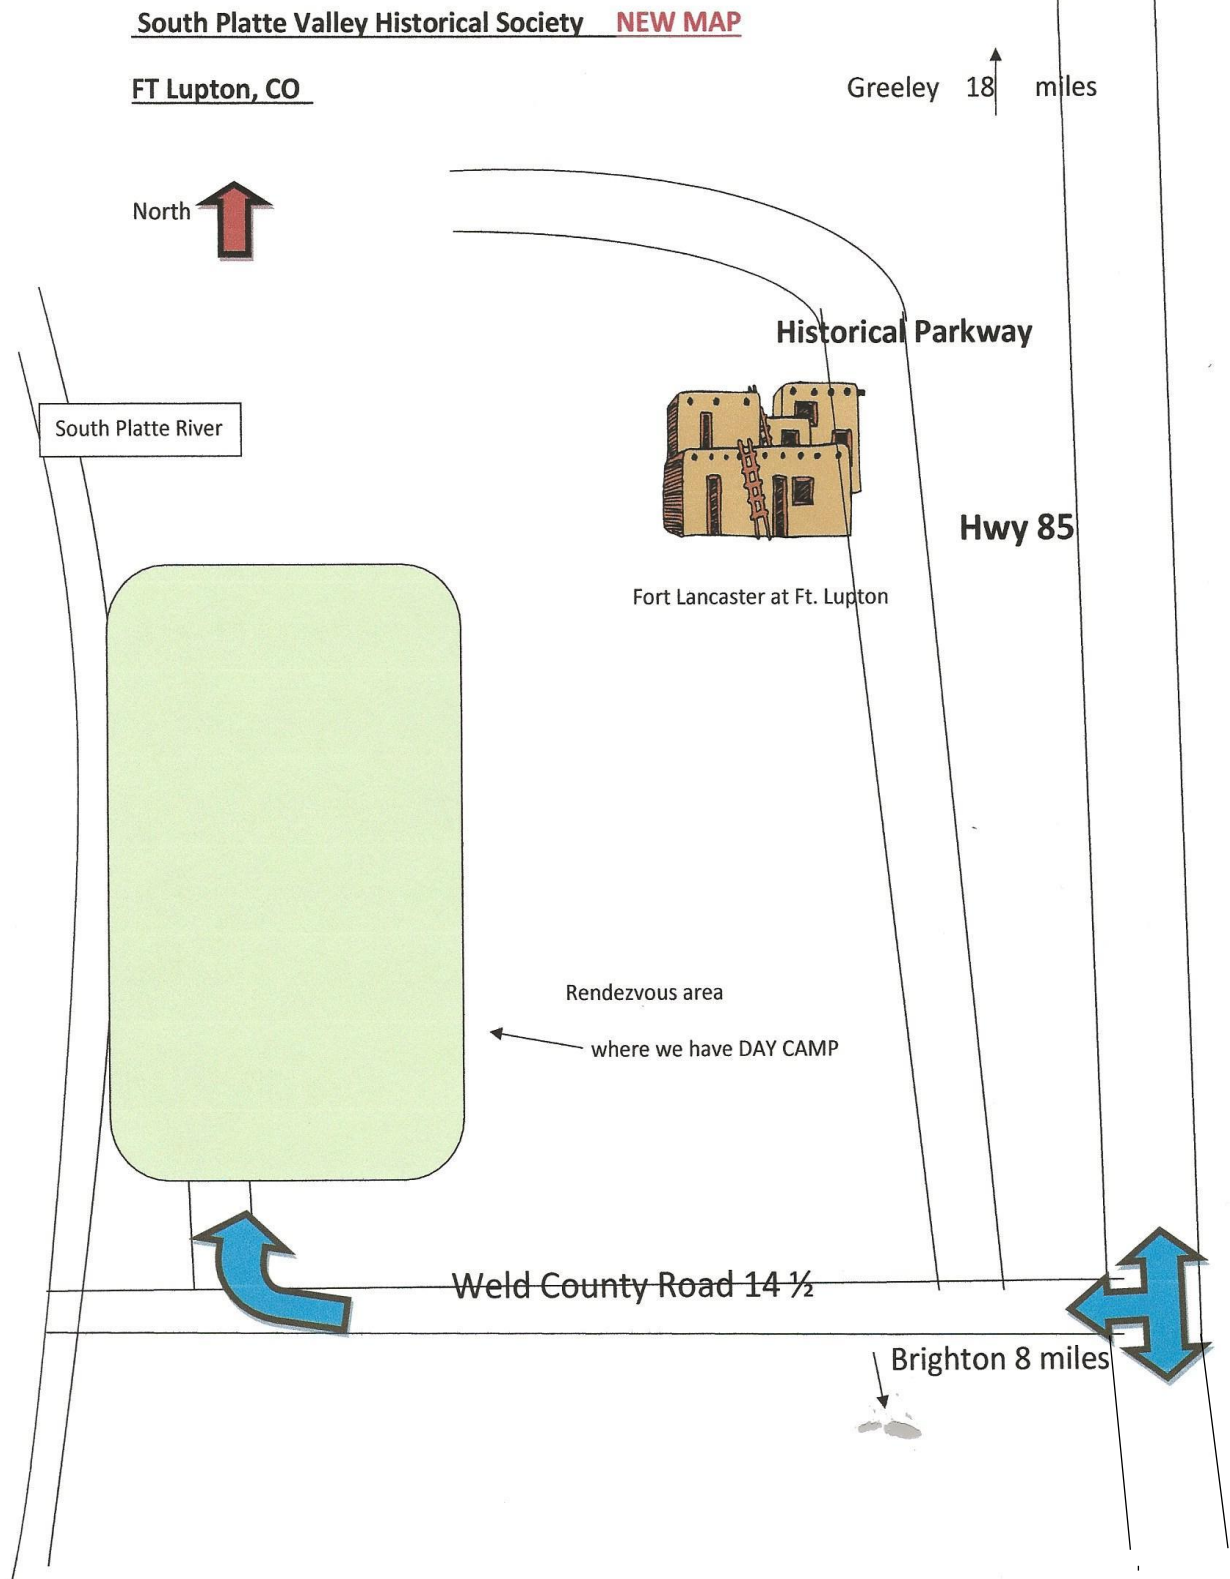 South Platte Valley Historical Society NEW MAP
FT Lupton, CO
Greeley 18 miles
North
Historical Parkway
South Platte River
Hwy 85
Fort Lancaster at Ft. Lupton
Rendezvous area
where we have DAY CAMP
Weld County Road 14 ½
Brighton 8 miles